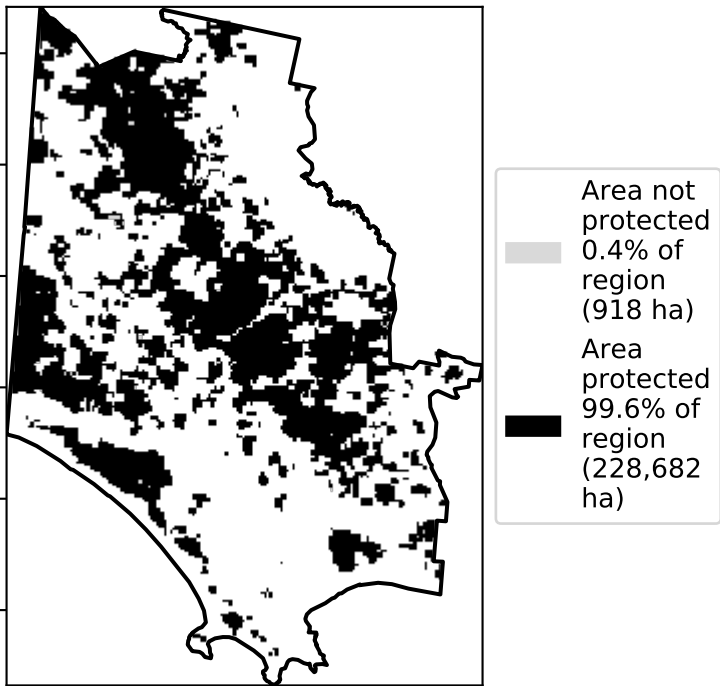 Area not
protected
0.4% of
region
(918 ha)
Area
protected
99.6% of
region
(228,682
ha)